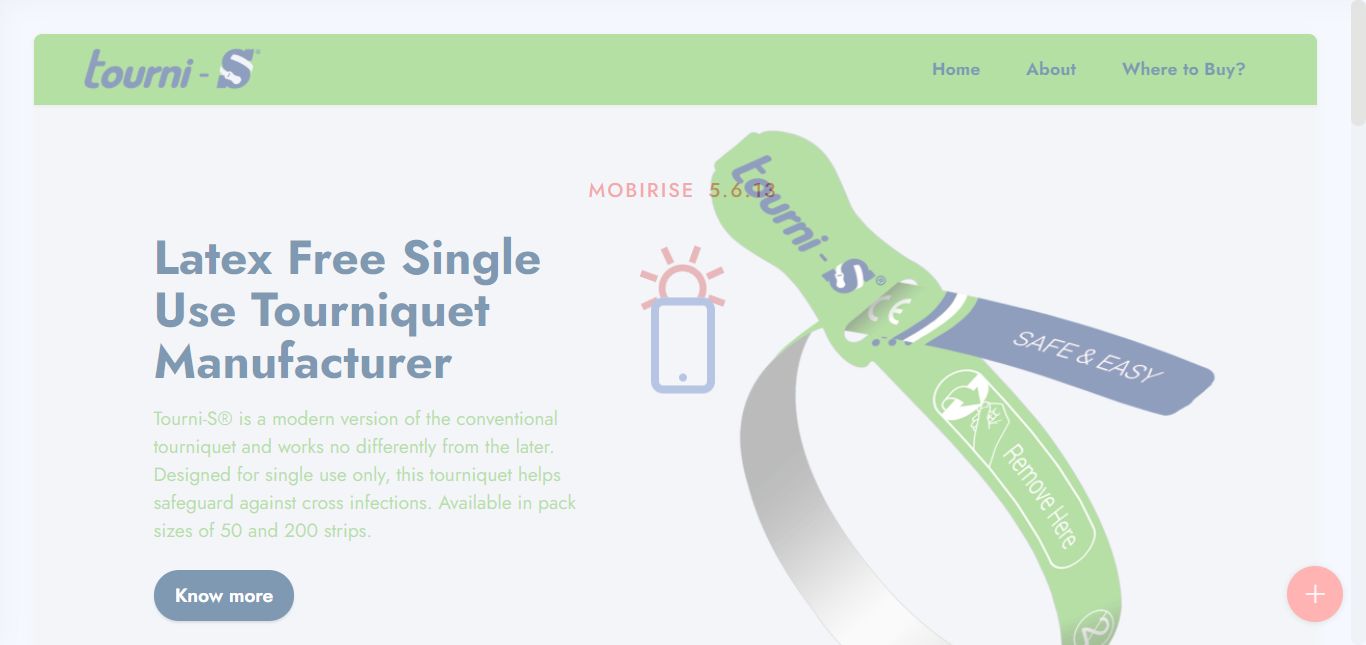 tourni - S®
Home About Where to Buy?
MOBIRISE 5.6.13
Latex Free Single
Use Tourniquet
Manufacturer
Tourni-S® is a modern version of the conventional
tourniquet and works no differently from the later.
Designed for single use only, this tourniquet helps
safeguard against cross infections. Available in pack
sizes of 50 and 200 strips.
Know more
tourni - S®
CE
SAFE & EASY
Remove Here
2